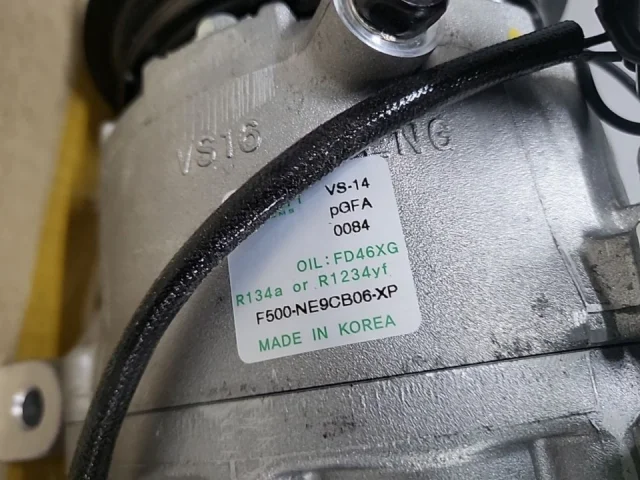 VS16
VS-14
pGFA
0084
OIL:FD46XG
R134a or R1234yf
F500-NE9CB06-XP
MADE IN KOREA